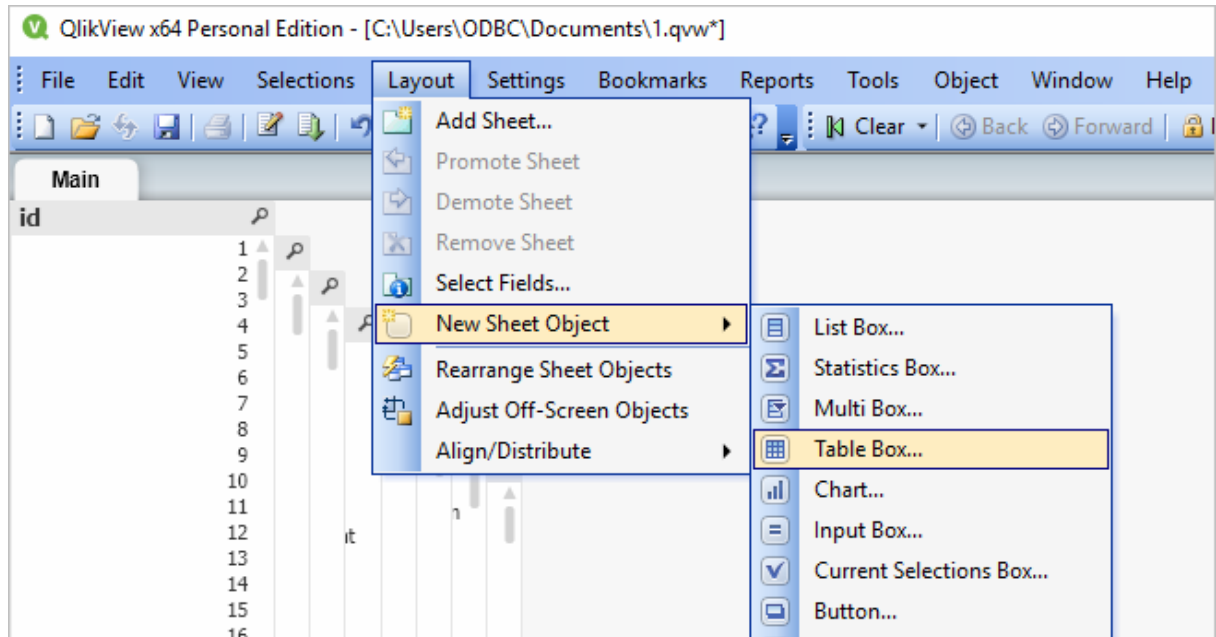 QlikView x64 Personal Edition - [C:\Users\ODBC\Documents\1.qvw*]
File Edit View Selections Layout Settings Bookmarks Reports Tools Object Window Help
Clear Back Forward
Main
id
1
2
3
4
5
6
7
8
9
10
11
12
13
14
15
16
Add Sheet...
Promote Sheet
Demote Sheet
Remove Sheet
Select Fields...
New Sheet Object
Rearrange Sheet Objects
Adjust Off-Screen Objects
Align/Distribute
List Box...
Statistics Box...
Multi Box...
Table Box...
Chart...
Input Box...
Current Selections Box...
Button...